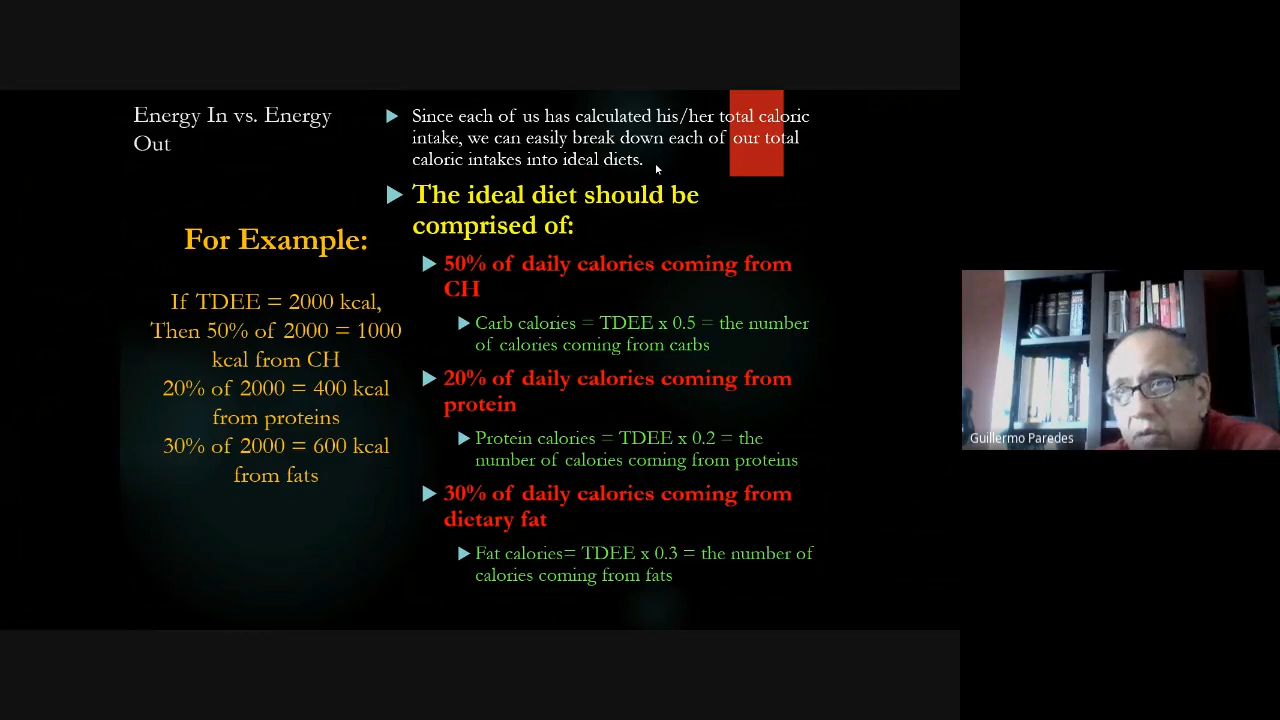 Energy In vs. Energy
Out
For Example:
If TDEE = 2000 kcal,
Then 50% of 2000 = 1000
kcal from CH
20% of 2000 = 400 kcal
from proteins
30% of 2000 = 600 kcal
from fats
Since each of us has calculated his/her total caloric
intake, we can easily break down each of our total
caloric intakes into ideal diets.
The ideal diet should be
comprised of:
50% of daily calories coming from
CH
Carb calories = TDEE x 0.5 = the number
of calories coming from carbs
20% of daily calories coming from
protein
Protein calories = TDEE x 0.2 = the
number of calories coming from proteins
30% of daily calories coming from
dietary fat
Fat calories= TDEE x 0.3 = the number of
calories coming from fats
Guillermo Paredes